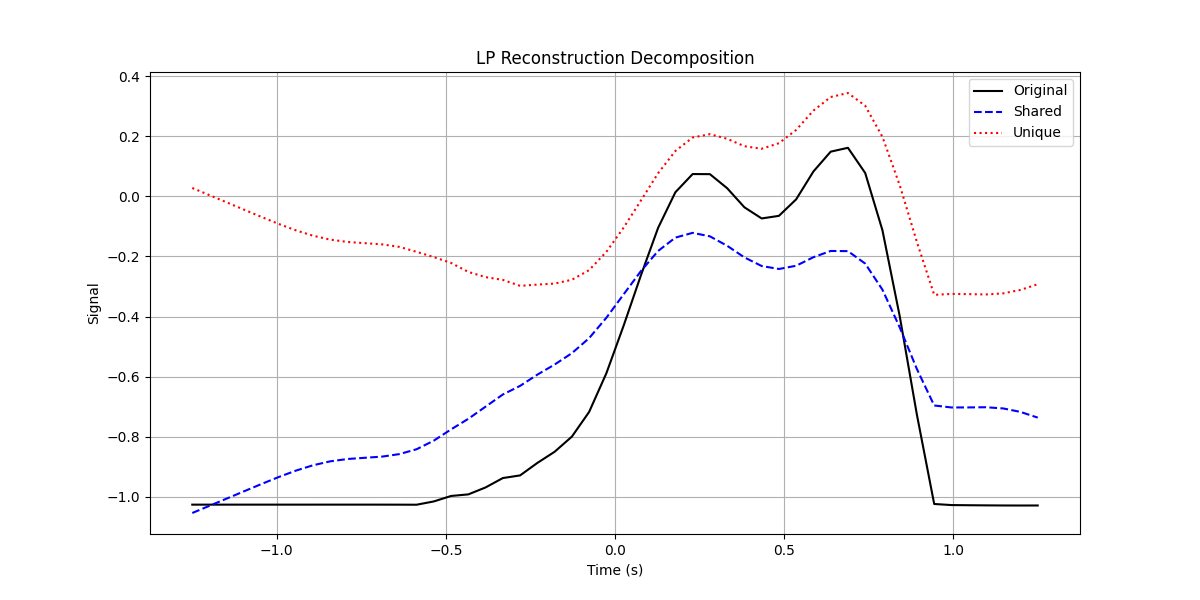 LP Reconstruction Decomposition
0.4
0.2
0.0
−0.2
−0.4
−0.6
−0.8
−1.0
Signal
Original
Shared
Unique
−1.0
−0.5
0.0
0.5
1.0
Time (s)